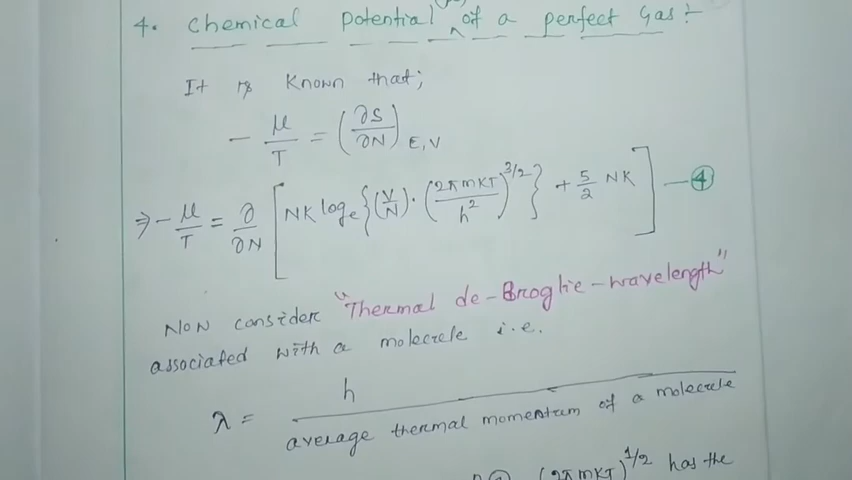 4. Chemical Potential of a perfect Gas :-
It is known that;
- μ/T = (∂S/∂N) E,V
⇒ - μ/T = ∂/∂N [ NK logₑ { (V/N) · (2πmKT/h²)^3/2 } + 5/2 NK ] — ④
Now consider "Thermal de-Broglie-wavelength"
associated with a molecule i.e.
λ = h / average thermal momentum of a molecule
(2πmKT)^1/2 has the